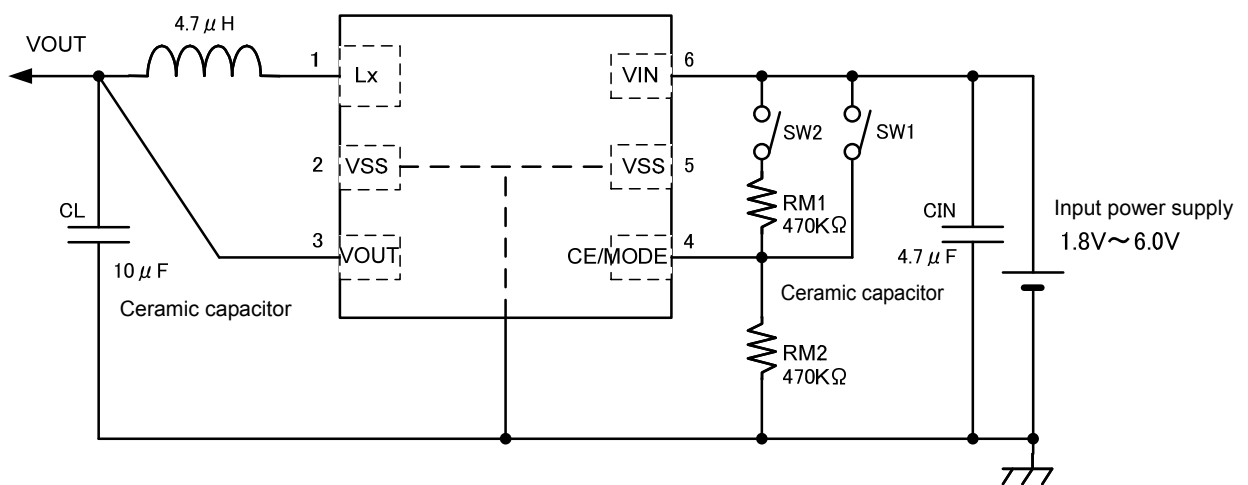 4.7μH
VOUT
1
Lx
VIN
6
SW2
SW1
2
VSS
VSS
5
CL
RM1
470KΩ
CIN
Input power supply
1.8V～6.0V
3
VOUT
CE/MODE
4
4.7μF
10μF
Ceramic capacitor
Ceramic capacitor
RM2
470KΩ